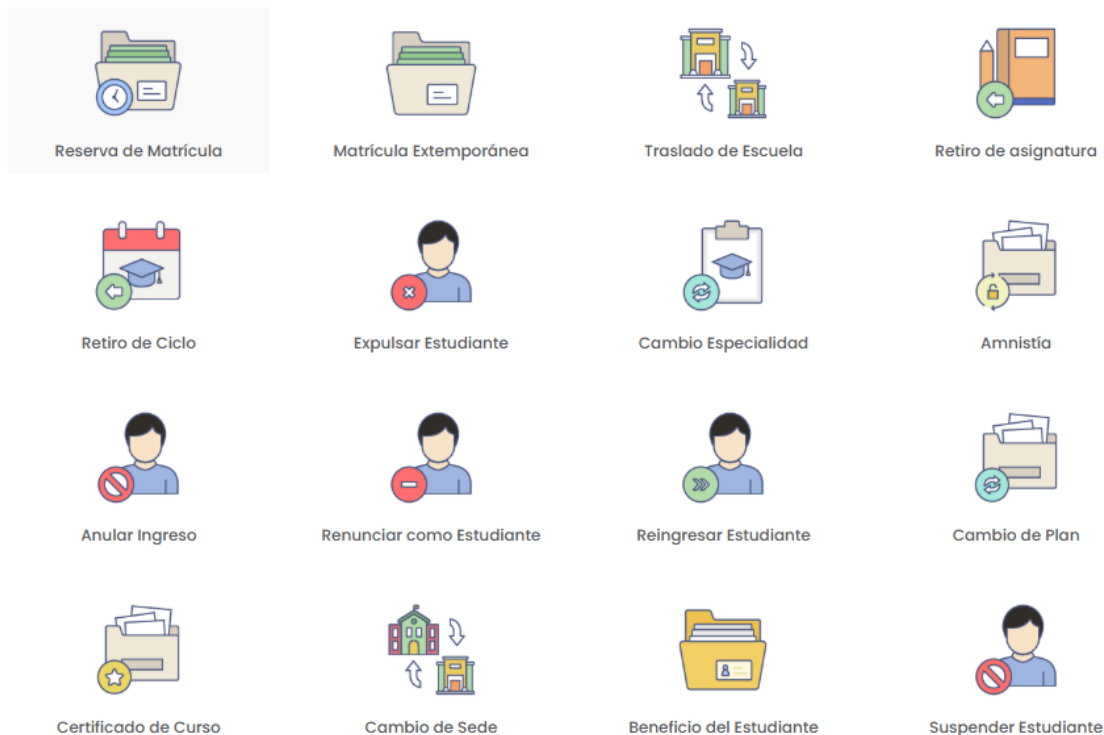 Reserva de Matrícula
Matrícula Extemporánea
Traslado de Escuela
Retiro de asignatura
Retiro de Ciclo
Expulsar Estudiante
Cambio Especialidad
Amnistía
Anular Ingreso
Renunciar como Estudiante
Reingresar Estudiante
Cambio de Plan
Certificado de Curso
Cambio de Sede
Beneficio del Estudiante
Suspender Estudiante